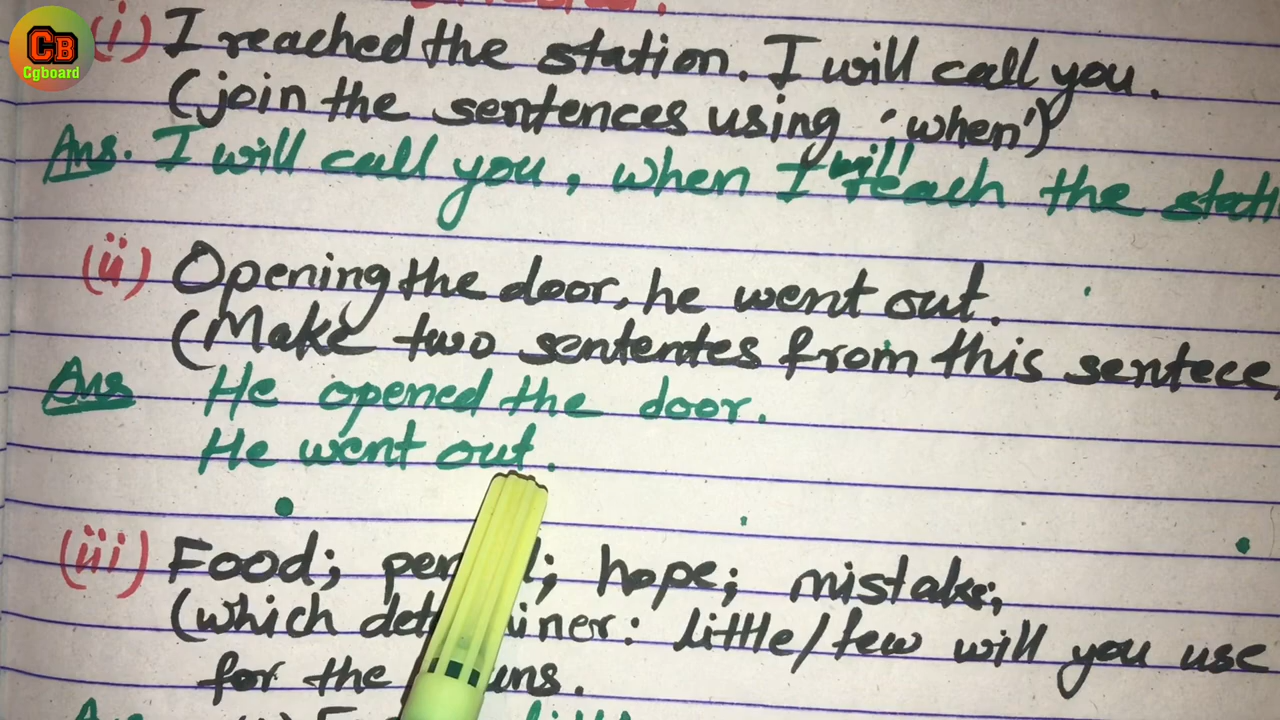 CB
Cgboard
(i) I reached the station. I will call you.
(join the sentences using 'when')
Ans. I will call you, when I will reach the stati
(ii) Opening the door, he went out.
(Make two sententes from this sentece
Ans He opened the door.
He went out.
(iii) Food; hope; mistake;
(which little/few will you use
for the